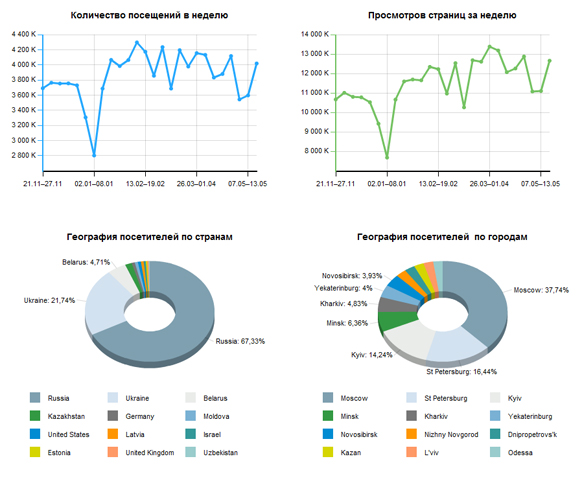 Количество посещений в неделю
4 400 K
4 200 K
4 000 K
3 800 K
3 600 K
3 400 K
3 200 K
3 000 K
2 800 K
21.11–27.11 02.01–08.01 13.02–19.02 26.03–01.04 07.05–13.05
Просмотров страниц за неделю
14 000 K
13 000 K
12 000 K
11 000 K
10 000 K
9 000 K
8 000 K
21.11–27.11 02.01–08.01 13.02–19.02 26.03–01.04 07.05–13.05
География посетителей по странам
Belarus: 4,71%
Ukraine: 21,74%
Russia: 67,33%
Russia Ukraine Belarus
Kazakhstan Germany Moldova
United States Latvia Israel
Estonia United Kingdom Uzbekistan
География посетителей по городам
Novosibirsk: 3,93%
Yekaterinburg: 4%
Kharkiv: 4,83%
Minsk: 6,36%
Kyiv: 14,24%
St Petersburg: 16,44%
Moscow: 37,74%
Moscow St Petersburg Kyiv
Minsk Kharkiv Yekaterinburg
Novosibirsk Nizhny Novgorod Dnipropetrovs'k
Kazan L'viv Odessa